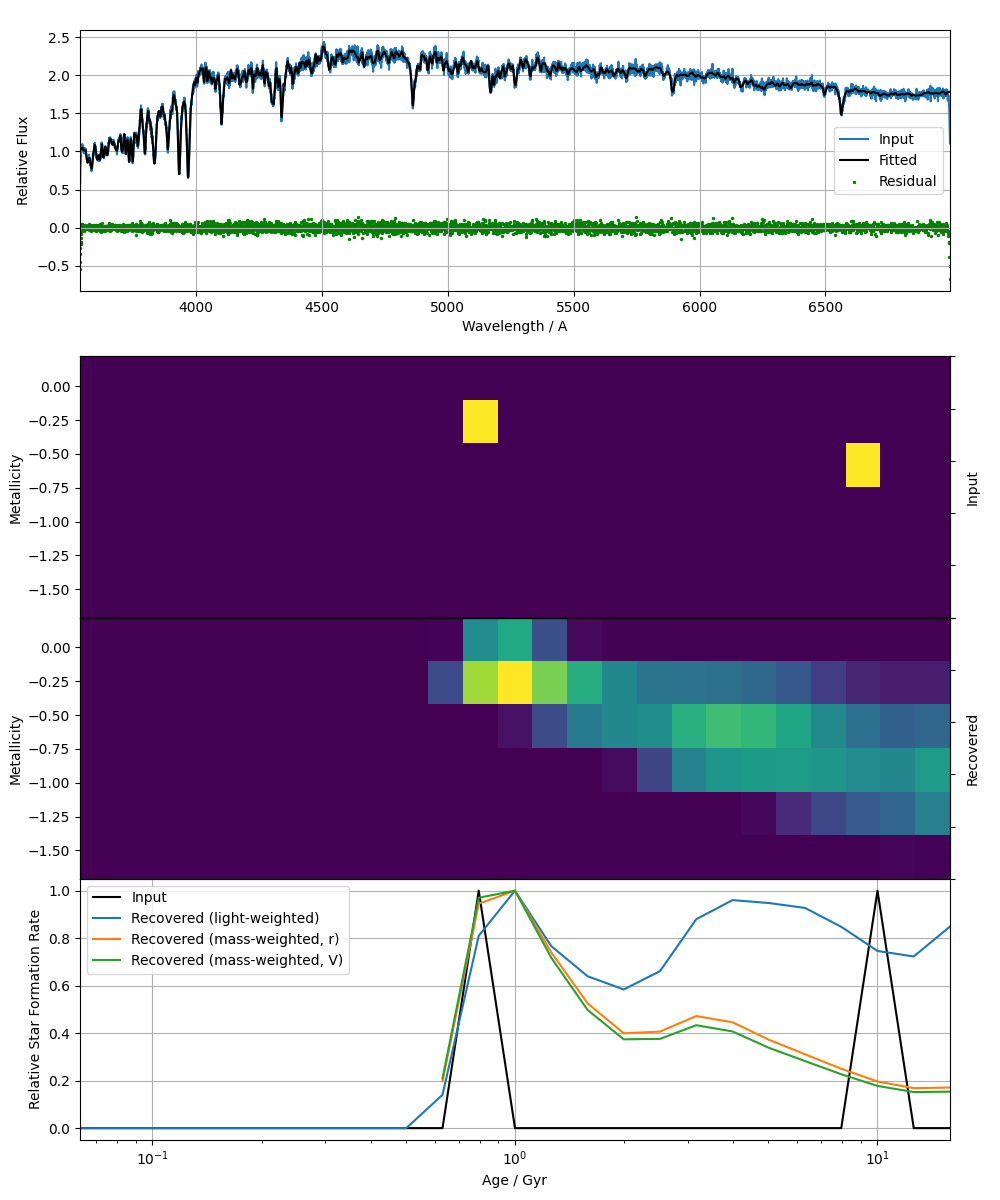 2.5
2.0
1.5
1.0
0.5
0.0
−0.5
Relative Flux
Input
Fitted
Residual
4000 4500 5000 5500 6000 6500
Wavelength / A
0.00
−0.25
−0.50
−0.75
−1.00
−1.25
−1.50
Metallicity
Input
0.00
−0.25
−0.50
−0.75
−1.00
−1.25
−1.50
Metallicity
Recovered
1.0
0.8
0.6
0.4
0.2
0.0
Relative Star Formation Rate
Input
Recovered (light-weighted)
Recovered (mass-weighted, r)
Recovered (mass-weighted, V)
10⁻¹ 10⁰ 10¹
Age / Gyr